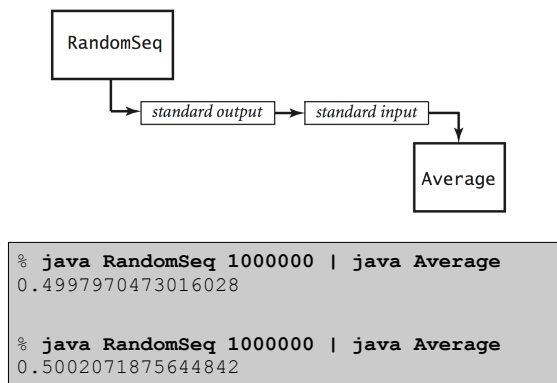 RandomSeq
standard output
standard input
Average
% java RandomSeq 1000000 | java Average
0.4997970473016028
% java RandomSeq 1000000 | java Average
0.5002071875644842